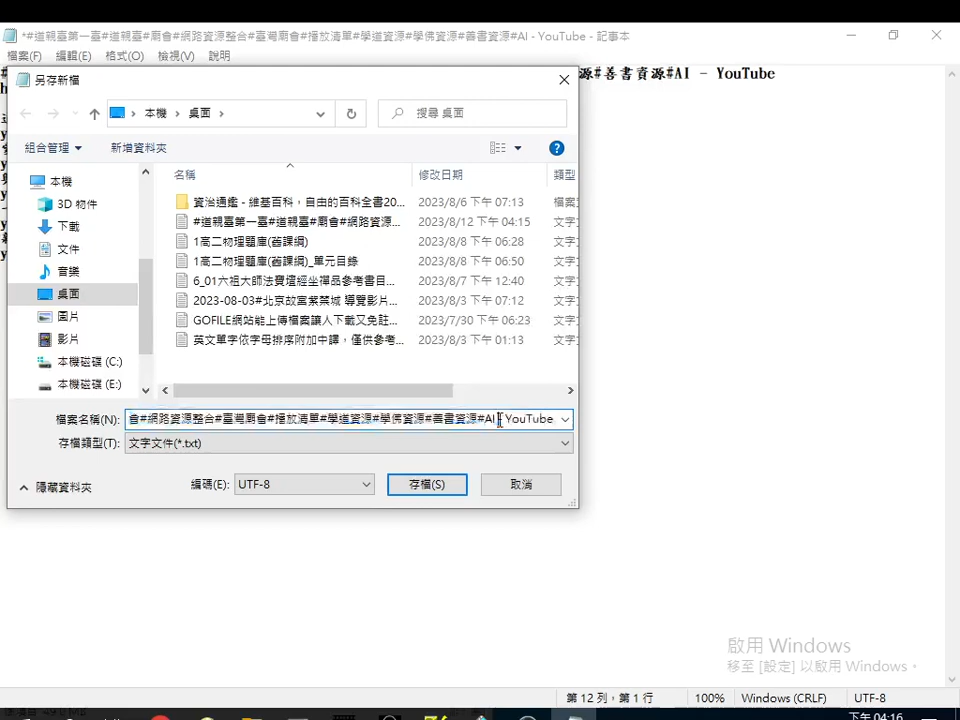 *#道親臺第一臺#道親臺#廟會#網路資源整合#臺灣廟會#播放清單#學道資源#學佛資源#善書資源#AI - YouTube - 記事本
檔案(F) 編輯(E) 格式(O) 檢視(V) 說明
源#善書資源#AI - YouTube
另存新檔
本機 › 桌面 ›
搜尋 桌面
組合管理 新增資料夾
本機
3D 物件
下載
文件
音樂
桌面
圖片
影片
本機磁碟 (C:)
本機磁碟 (E:)
名稱 修改日期 類型
資治通鑑 - 維基百科，自由的百科全書20... 2023/8/6 下午 07:13 檔案
#道親臺第一臺#道親臺#廟會#網路資源... 2023/8/12 下午 04:15 文字
1高二物理題庫(舊課綱) 2023/8/8 下午 06:28 文字
1高二物理題庫(舊課綱)_單元目錄 2023/8/8 下午 06:50 文字
6_01六祖大師法寶壇經坐禪品參考書目... 2023/8/7 下午 12:40 文字
2023-08-03#北京故宮紫禁城 導覽影片... 2023/8/3 下午 07:12 文字
GOFILE網站能上傳檔案讓人下載又免註... 2023/7/30 下午 06:23 文字
英文單字依字母排序附加中譯，僅供參考... 2023/8/3 下午 01:13 文字
檔案名稱(N): 會#網路資源整合#臺灣廟會#播放清單#學道資源#學佛資源#善書資源#AI - YouTube
存檔類型(T): 文字文件(*.txt)
隱藏資料夾 編碼(E): UTF-8 存檔(S) 取消
啟用 Windows
移至 [設定] 以啟用 Windows。
第 12 列，第 1 行 100% Windows (CRLF) UTF-8
下午 04:16